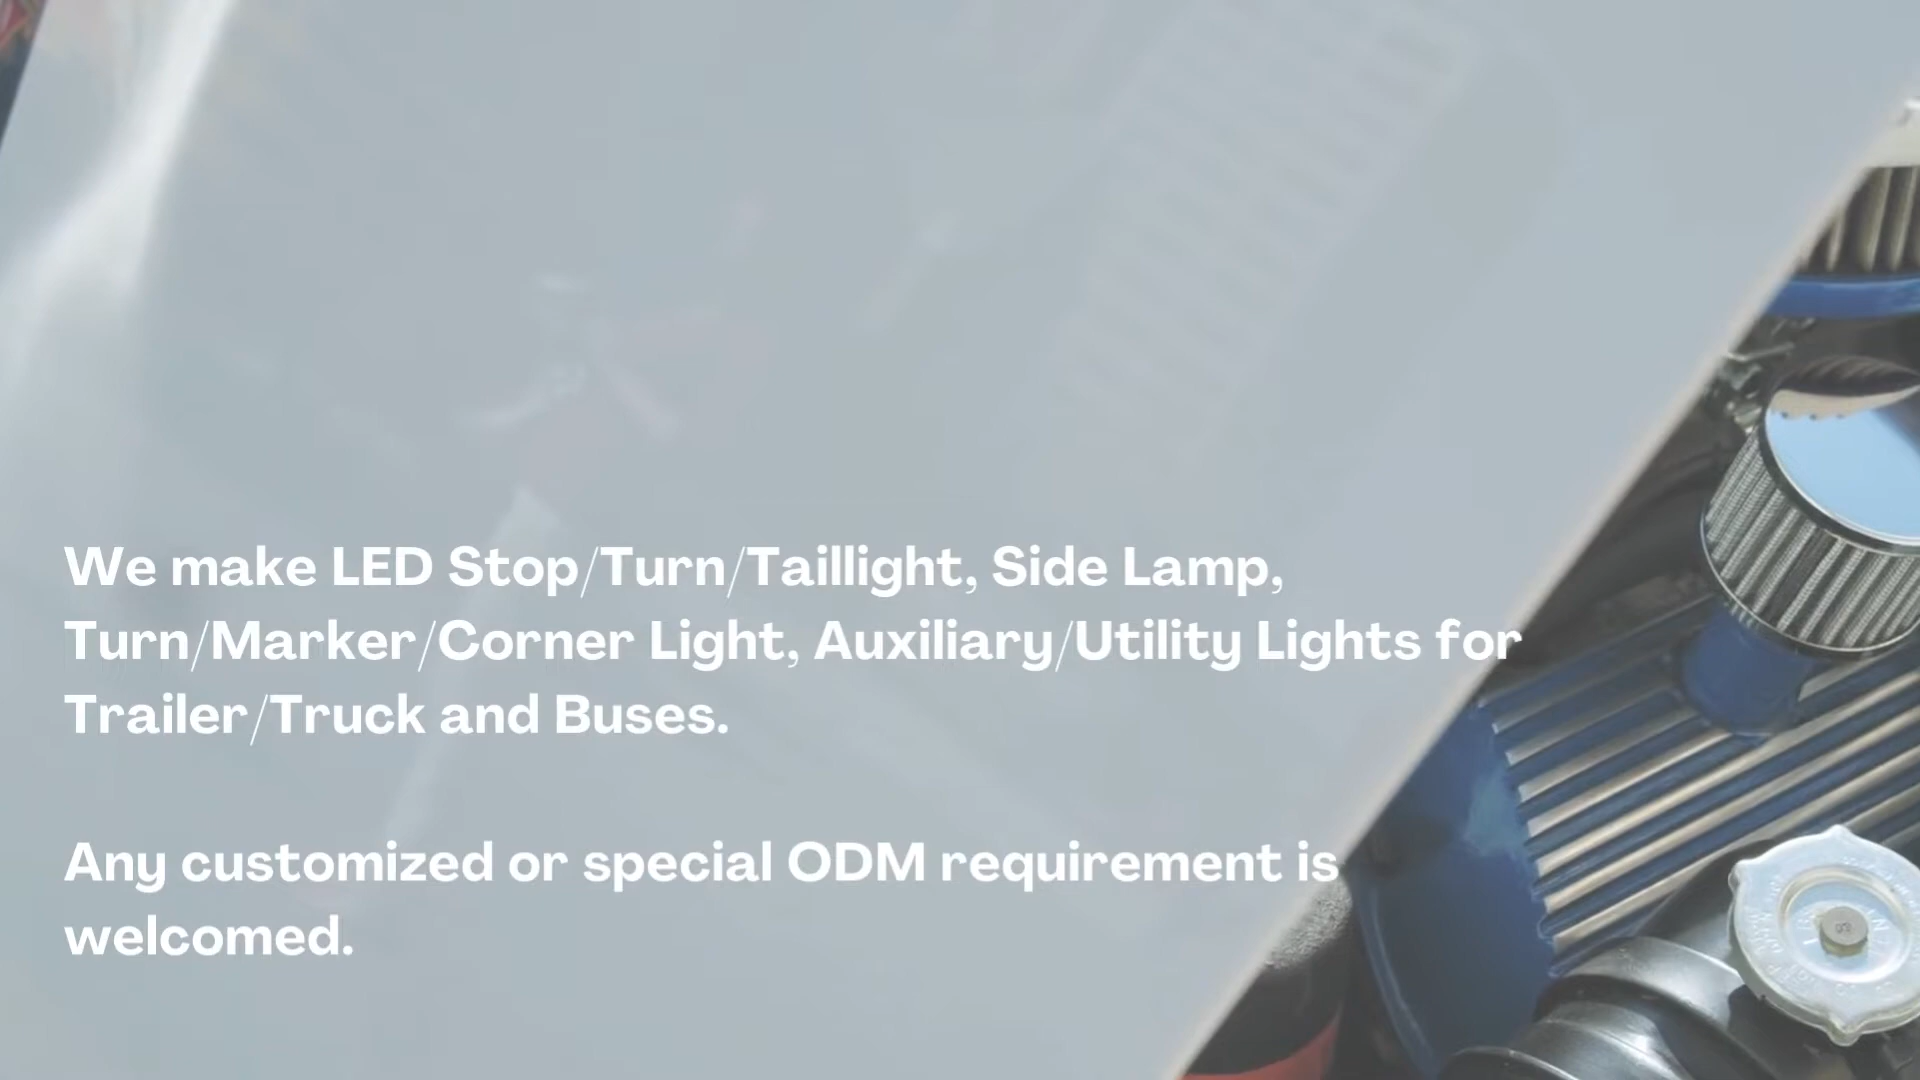 We make LED Stop/Turn/Taillight, Side Lamp,
Turn/Marker/Corner Light, Auxiliary/Utility Lights for
Trailer/Truck and Buses.
Any customized or special ODM requirement is
welcomed.